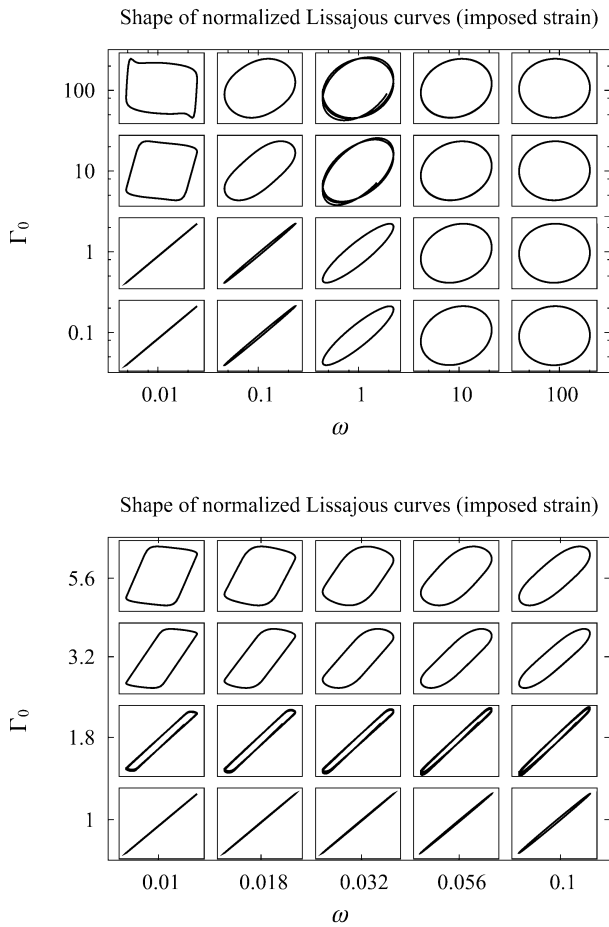 Shape of normalized Lissajous curves (imposed strain)
100
10
1
0.1
Γ₀
0.01 0.1 1 10 100
ω
Shape of normalized Lissajous curves (imposed strain)
5.6
3.2
1.8
1
Γ₀
0.01 0.018 0.032 0.056 0.1
ω